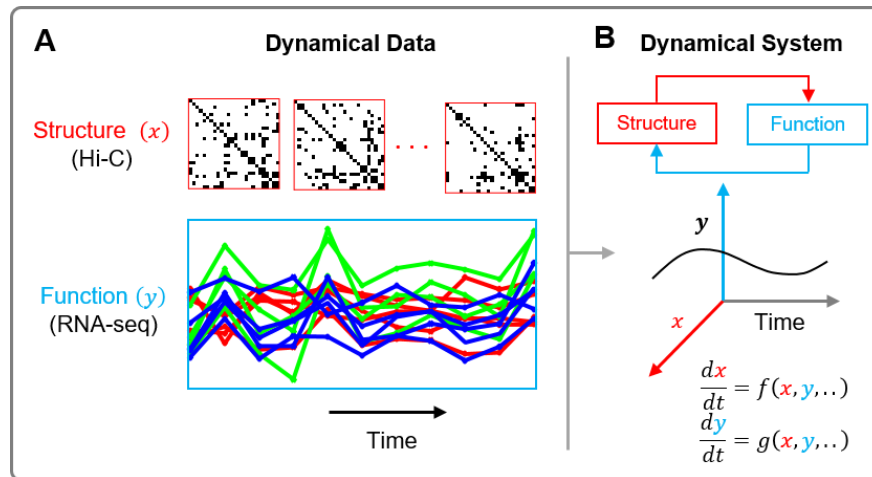 A
Dynamical Data
Structure (x)
(Hi-C)
. . .
Function (y)
(RNA-seq)
Time
B
Dynamical System
Structure
Function
y
x
Time
dx/dt = f(x, y, . . )
dy/dt = g(x, y, . . )